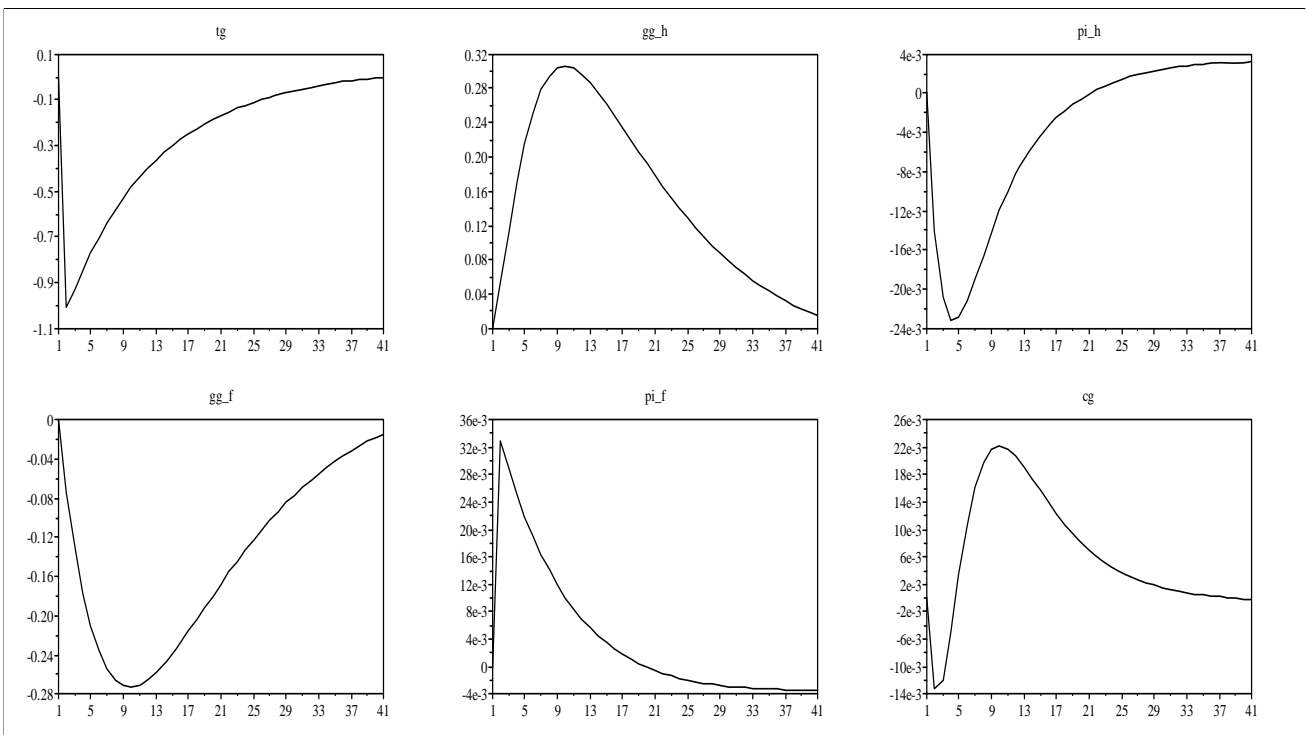 tg
0.1
-0.1
-0.3
-0.5
-0.7
-0.9
-1.1
1 5 9 13 17 21 25 29 33 37 41
gg_h
0.32
0.28
0.24
0.20
0.16
0.12
0.08
0.04
0
1 5 9 13 17 21 25 29 33 37 41
pi_h
4e-3
0
-4e-3
-8e-3
-12e-3
-16e-3
-20e-3
-24e-3
1 5 9 13 17 21 25 29 33 37 41
gg_f
0
-0.04
-0.08
-0.12
-0.16
-0.20
-0.24
-0.28
1 5 9 13 17 21 25 29 33 37 41
pi_f
36e-3
32e-3
28e-3
24e-3
20e-3
16e-3
12e-3
8e-3
4e-3
0
-4e-3
1 5 9 13 17 21 25 29 33 37 41
cg
26e-3
22e-3
18e-3
14e-3
10e-3
6e-3
2e-3
-2e-3
-6e-3
-10e-3
-14e-3
1 5 9 13 17 21 25 29 33 37 41